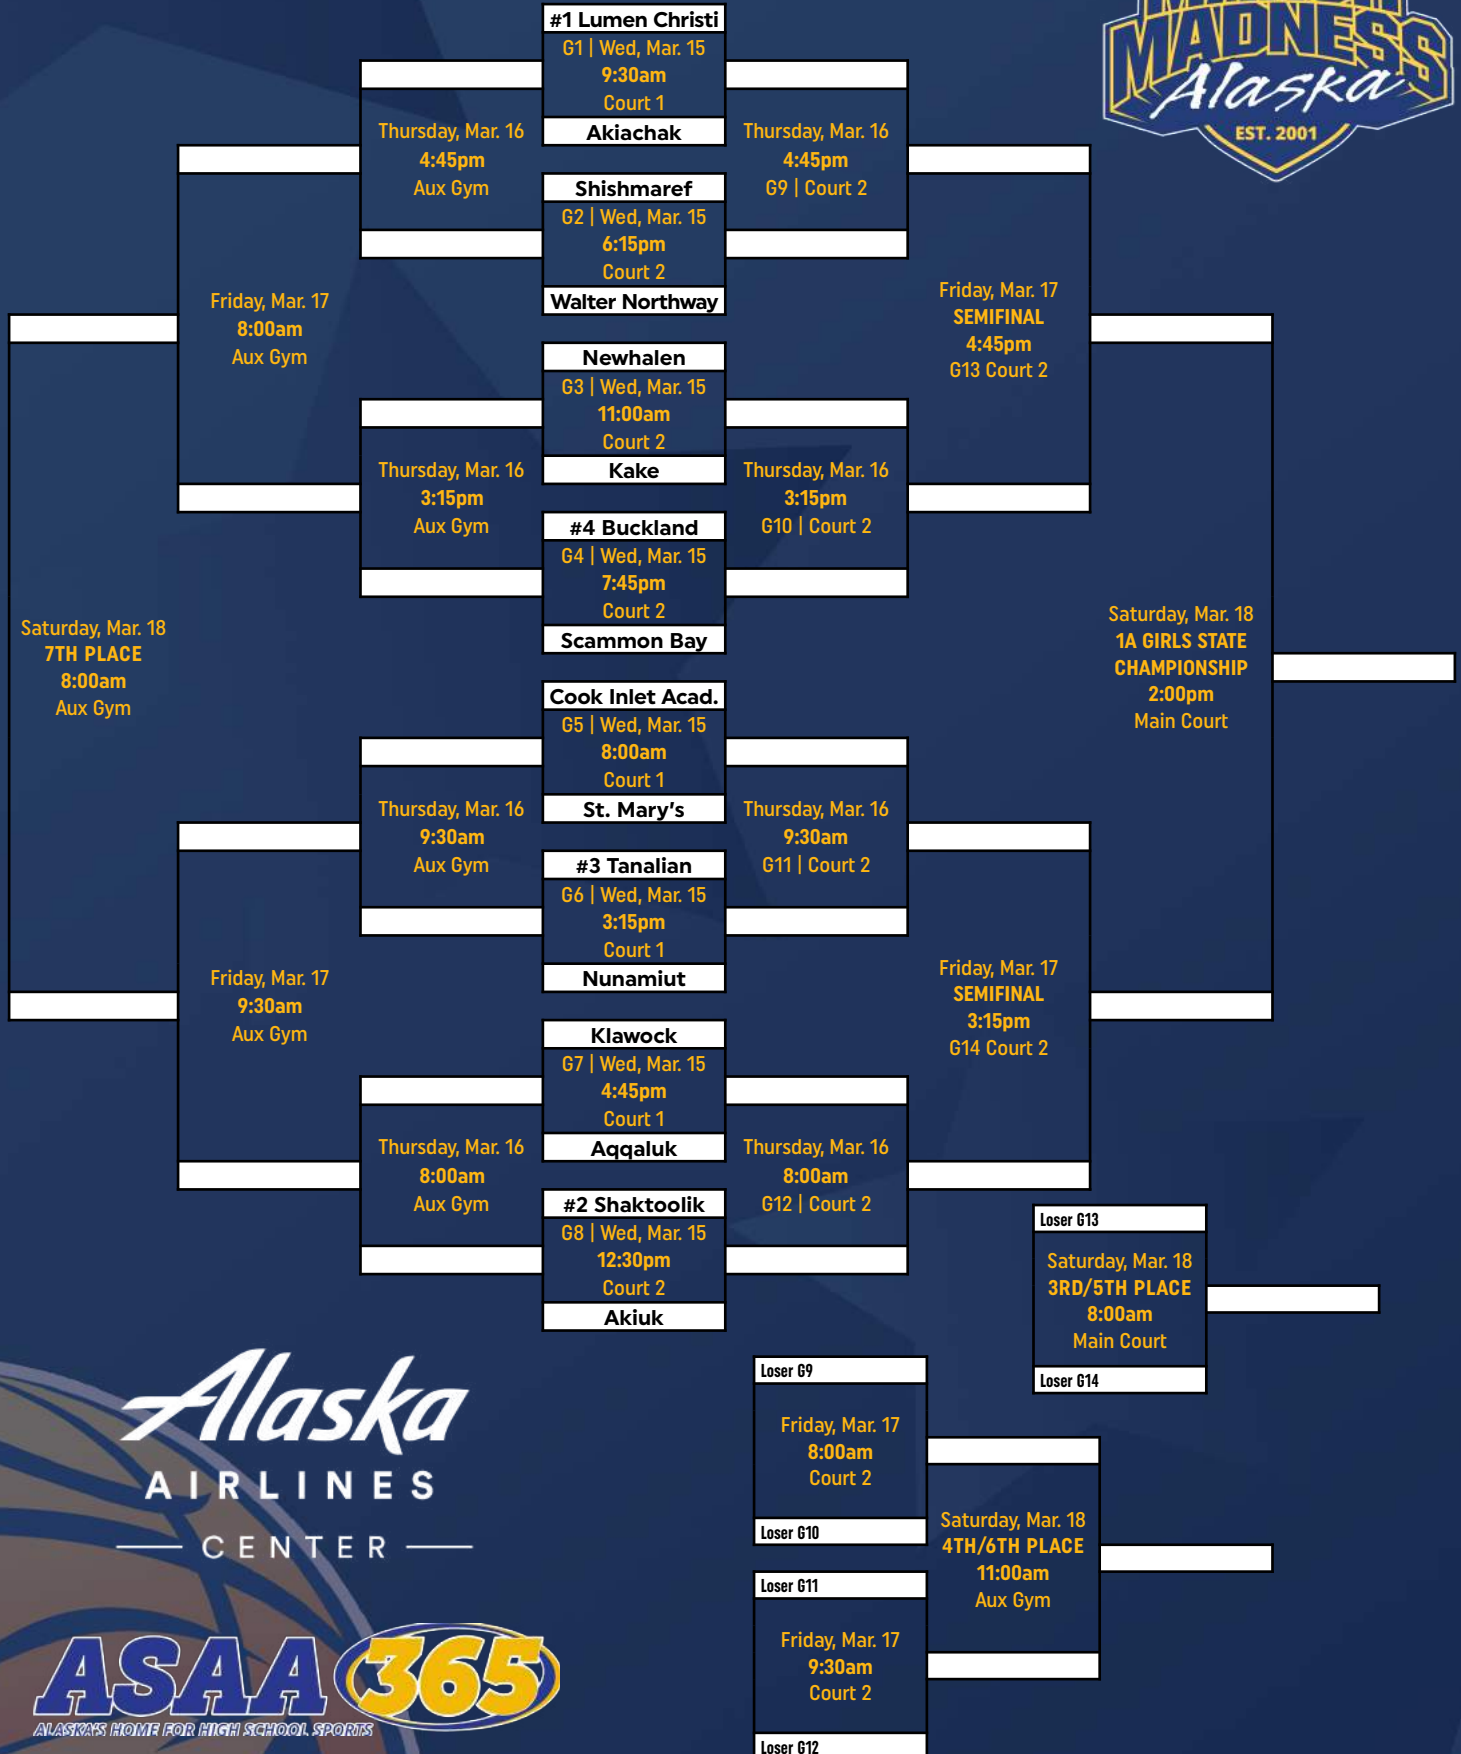 MADNESS
Alaska
EST. 2001
#1 Lumen Christi
G1 | Wed, Mar. 15
9:30am
Court 1
Akiachak
Shishmaref
G2 | Wed, Mar. 15
6:15pm
Court 2
Walter Northway
Newhalen
G3 | Wed, Mar. 15
11:00am
Court 2
Kake
#4 Buckland
G4 | Wed, Mar. 15
7:45pm
Court 2
Scammon Bay
Cook Inlet Acad.
G5 | Wed, Mar. 15
8:00am
Court 1
St. Mary's
#3 Tanalian
G6 | Wed, Mar. 15
3:15pm
Court 1
Nunamiut
Klawock
G7 | Wed, Mar. 15
4:45pm
Court 1
Aqqaluk
#2 Shaktoolik
G8 | Wed, Mar. 15
12:30pm
Court 2
Akiuk
Thursday, Mar. 16
4:45pm
Aux Gym
Thursday, Mar. 16
3:15pm
Aux Gym
Thursday, Mar. 16
9:30am
Aux Gym
Thursday, Mar. 16
8:00am
Aux Gym
Friday, Mar. 17
8:00am
Aux Gym
Friday, Mar. 17
9:30am
Aux Gym
Saturday, Mar. 18
7TH PLACE
8:00am
Aux Gym
Thursday, Mar. 16
4:45pm
G9 | Court 2
Thursday, Mar. 16
3:15pm
G10 | Court 2
Thursday, Mar. 16
9:30am
G11 | Court 2
Thursday, Mar. 16
8:00am
G12 | Court 2
Friday, Mar. 17
SEMIFINAL
4:45pm
G13 Court 2
Friday, Mar. 17
SEMIFINAL
3:15pm
G14 Court 2
Saturday, Mar. 18
1A GIRLS STATE
CHAMPIONSHIP
2:00pm
Main Court
Loser G13
Saturday, Mar. 18
3RD/5TH PLACE
8:00am
Main Court
Loser G14
Loser G9
Friday, Mar. 17
8:00am
Court 2
Loser G10
Loser G11
Friday, Mar. 17
9:30am
Court 2
Loser G12
Saturday, Mar. 18
4TH/6TH PLACE
11:00am
Aux Gym
Alaska
AIRLINES
CENTER
ASAA 365
ALASKA'S HOME FOR HIGH SCHOOL SPORTS